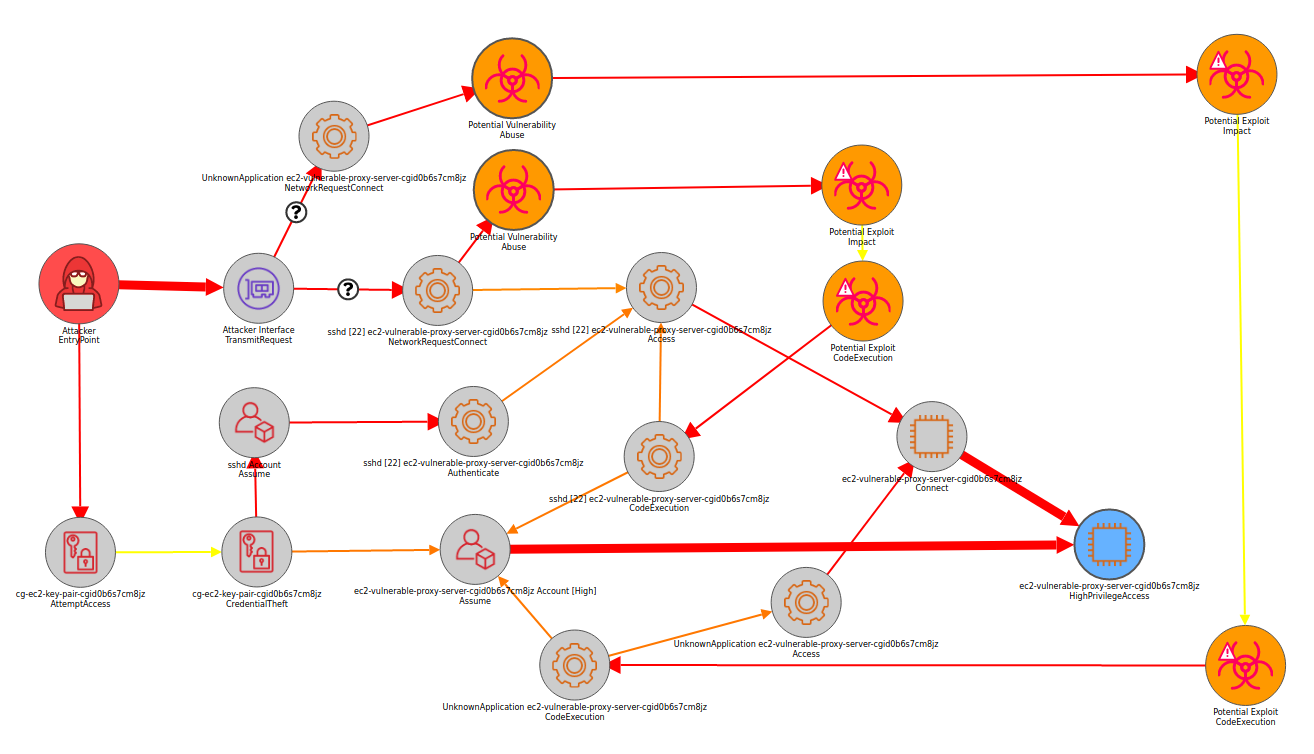 Potential Vulnerability
Abuse
Potential Exploit
Impact
UnknownApplication ec2-vulnerable-proxy-server-cgid0b6s7cm8jz
NetworkRequestConnect
?
Potential Vulnerability
Abuse
Potential Exploit
Impact
Attacker
EntryPoint
Attacker Interface
TransmitRequest
?
sshd [22] ec2-vulnerable-proxy-server-cgid0b6s7cm8jz
NetworkRequestConnect
sshd [22] ec2-vulnerable-proxy-server-cgid0b6s7cm8jz
Access
Potential Exploit
CodeExecution
sshd Account
Assume
sshd [22] ec2-vulnerable-proxy-server-cgid0b6s7cm8jz
Authenticate
sshd [22] ec2-vulnerable-proxy-server-cgid0b6s7cm8jz
CodeExecution
ec2-vulnerable-proxy-server-cgid0b6s7cm8jz
Connect
cg-ec2-key-pair-cgid0b6s7cm8jz
AttemptAccess
cg-ec2-key-pair-cgid0b6s7cm8jz
CredentialTheft
ec2-vulnerable-proxy-server-cgid0b6s7cm8jz Account [High]
Assume
ec2-vulnerable-proxy-server-cgid0b6s7cm8jz
HighPrivilegeAccess
UnknownApplication ec2-vulnerable-proxy-server-cgid0b6s7cm8jz
Access
UnknownApplication ec2-vulnerable-proxy-server-cgid0b6s7cm8jz
CodeExecution
Potential Exploit
CodeExecution